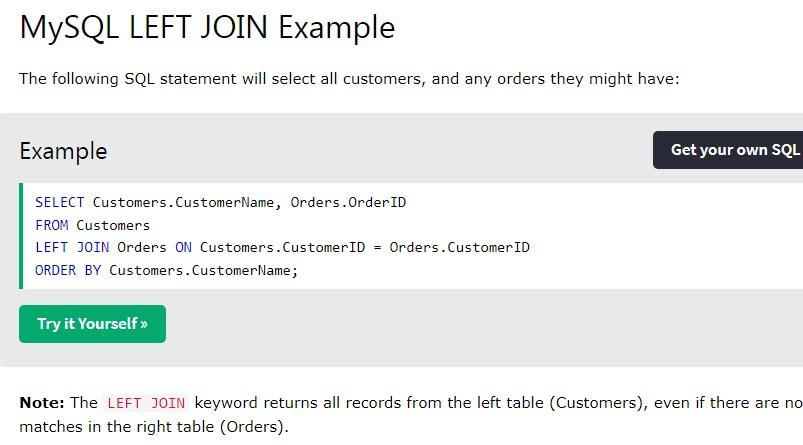 MySQL LEFT JOIN Example
The following SQL statement will select all customers, and any orders they might have:
Example
Get your own SQL
SELECT Customers.CustomerName, Orders.OrderID
FROM Customers
LEFT JOIN Orders ON Customers.CustomerID = Orders.CustomerID
ORDER BY Customers.CustomerName;
Try it Yourself »
Note: The LEFT JOIN keyword returns all records from the left table (Customers), even if there are no
matches in the right table (Orders).